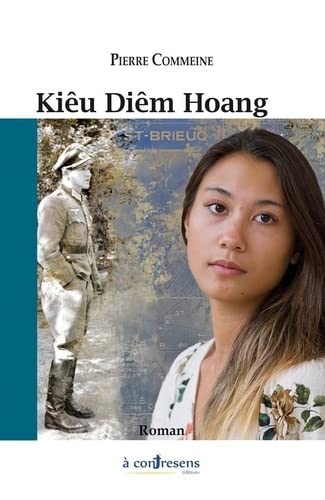 PIERRE COMMEINE
Kiêu Diêm Hoang
ST-BRIEUC
Roman
à contresens
éditions